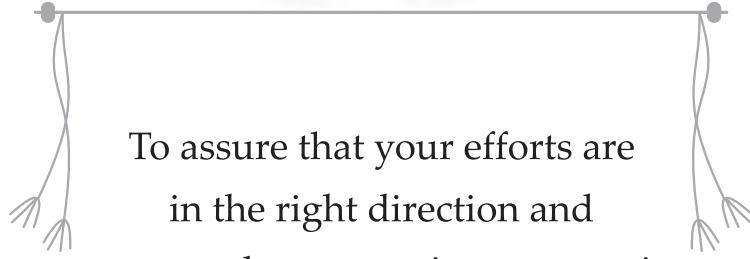 To assure that your efforts are
in the right direction and